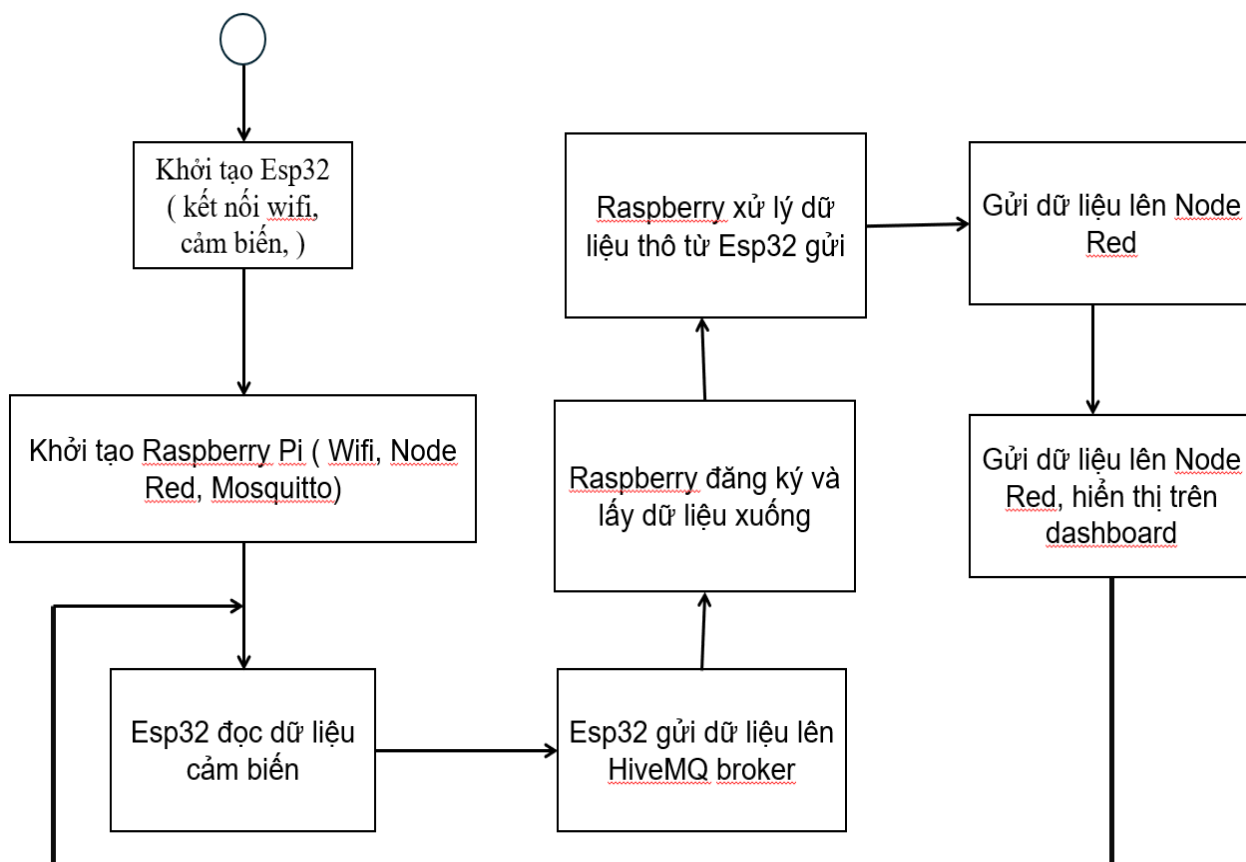 Khởi tạo Esp32
( kết nối wifi,
cảm biến, )
Khởi tạo Raspberry Pi ( Wifi, Node
Red, Mosquitto)
Esp32 đọc dữ liệu
cảm biến
Esp32 gửi dữ liệu lên
HiveMQ broker
Raspberry đăng ký và
lấy dữ liệu xuống
Raspberry xử lý dữ
liệu thô từ Esp32 gửi
Gửi dữ liệu lên Node
Red
Gửi dữ liệu lên Node
Red, hiển thị trên
dashboard